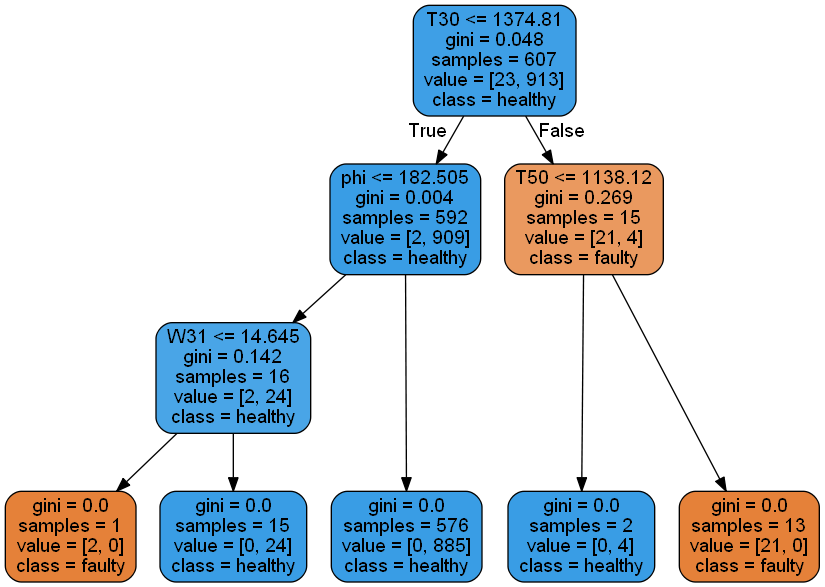 T30 <= 1374.81
gini = 0.048
samples = 607
value = [23, 913]
class = healthy
True
False
phi <= 182.505
gini = 0.004
samples = 592
value = [2, 909]
class = healthy
T50 <= 1138.12
gini = 0.269
samples = 15
value = [21, 4]
class = faulty
W31 <= 14.645
gini = 0.142
samples = 16
value = [2, 24]
class = healthy
gini = 0.0
samples = 1
value = [2, 0]
class = faulty
gini = 0.0
samples = 15
value = [0, 24]
class = healthy
gini = 0.0
samples = 576
value = [0, 885]
class = healthy
gini = 0.0
samples = 2
value = [0, 4]
class = healthy
gini = 0.0
samples = 13
value = [21, 0]
class = faulty